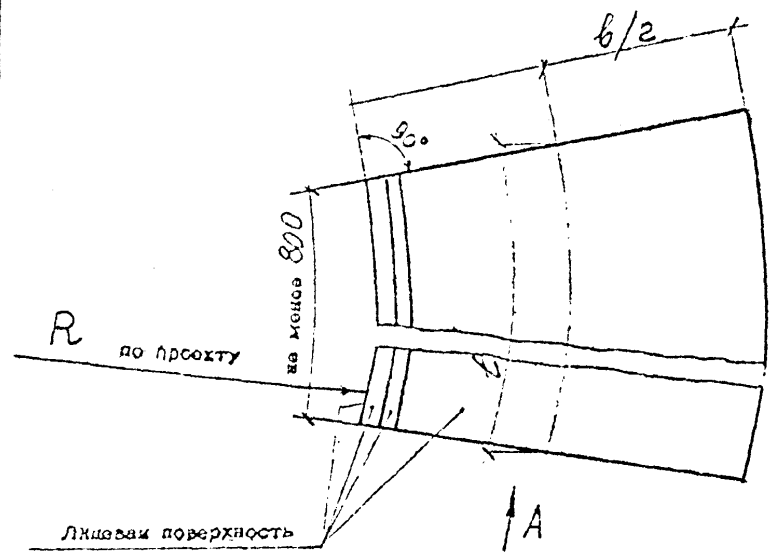 в/2
90°
не менее 800
R по проекту
ℓ
Лицевая поверхность
А